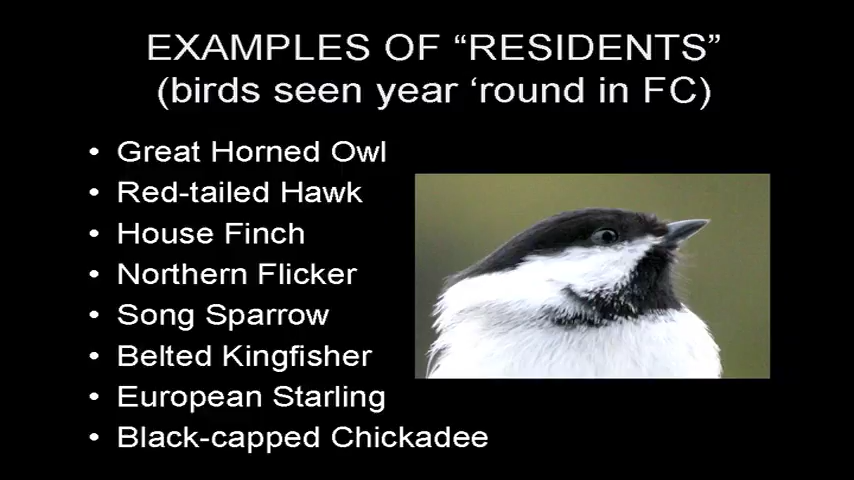 EXAMPLES OF “RESIDENTS”
(birds seen year ‘round in FC)
• Great Horned Owl
• Red-tailed Hawk
• House Finch
• Northern Flicker
• Song Sparrow
• Belted Kingfisher
• European Starling
• Black-capped Chickadee